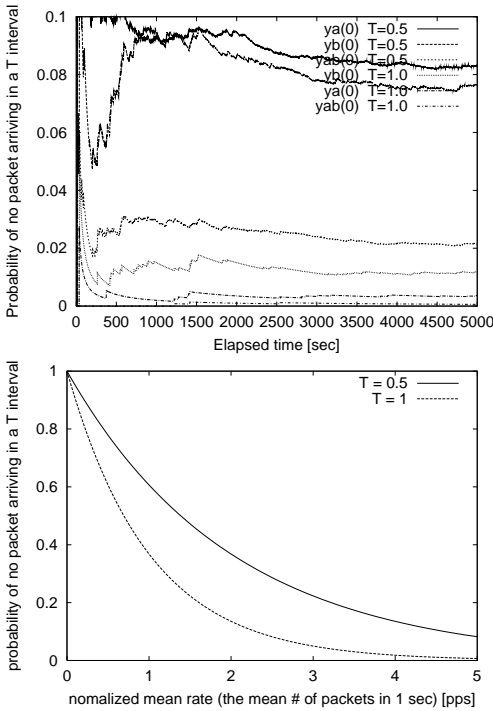 Probability of no packet arriving in a T interval
0.1
0.08
0.06
0.04
0.02
0
ya(0) T=0.5
yb(0) T=0.5
yab(0) T=0.5
yb(0) T=1.0
ya(0) T=1.0
yab(0) T=1.0
0 500 1000 1500 2000 2500 3000 3500 4000 4500 5000
Elapsed time [sec]
probability of no packet arriving in a T interval
1
0.8
0.6
0.4
0.2
0
T = 0.5
T = 1
0 1 2 3 4 5
nomalized mean rate (the mean # of packets in 1 sec) [pps]